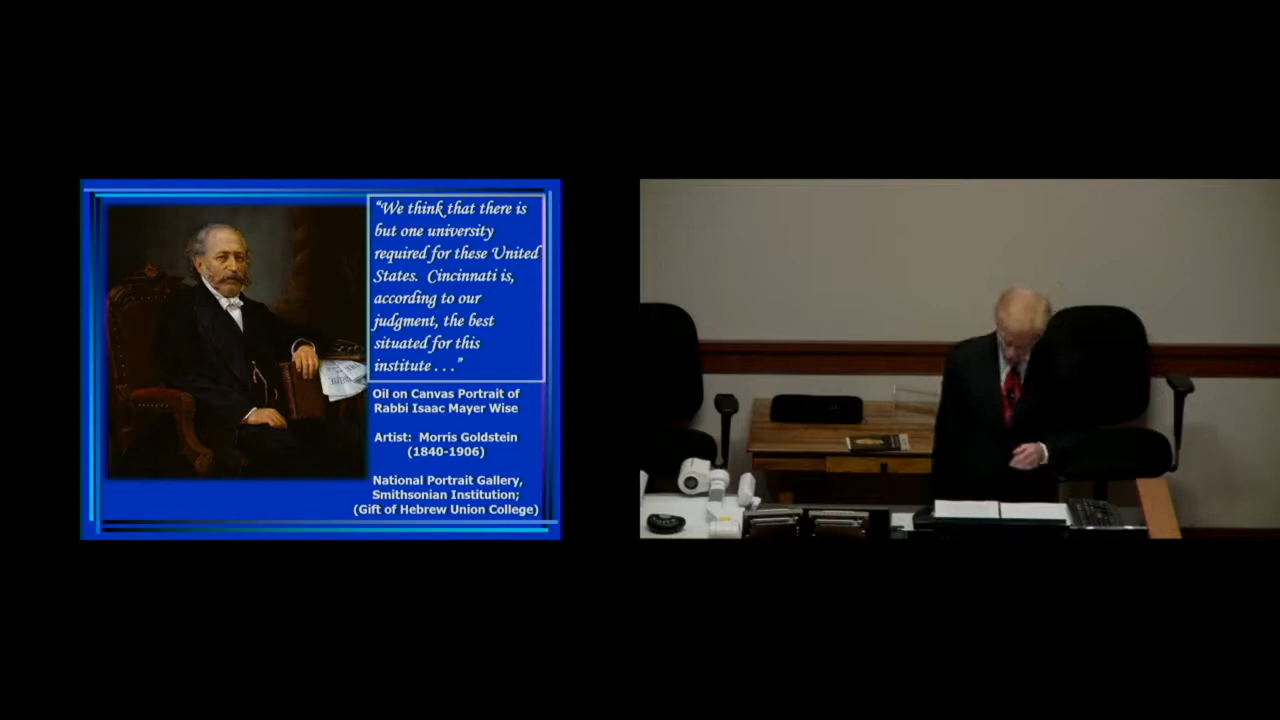 “We think that there is
but one university
required for these United
States. Cincinnati is,
according to our
judgment, the best
situated for this
institute . . .”
Oil on Canvas Portrait of
Rabbi Isaac Mayer Wise
Artist: Morris Goldstein
(1840-1906)
National Portrait Gallery,
Smithsonian Institution;
(Gift of Hebrew Union College)